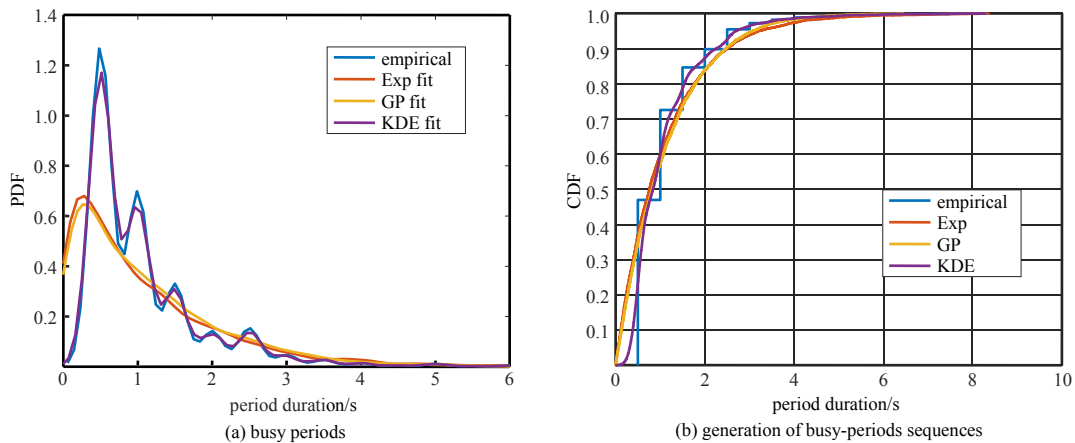 1.4
1.2
1.0
0.8
0.6
0.4
0.2
0
1
2
3
4
5
6
PDF
period duration/s
empirical
Exp fit
GP fit
KDE fit
(a) busy periods
1.0
0.9
0.8
0.7
0.6
0.5
0.4
0.3
0.2
0.1
0
2
4
6
8
10
CDF
period duration/s
empirical
Exp
GP
KDE
(b) generation of busy-periods sequences